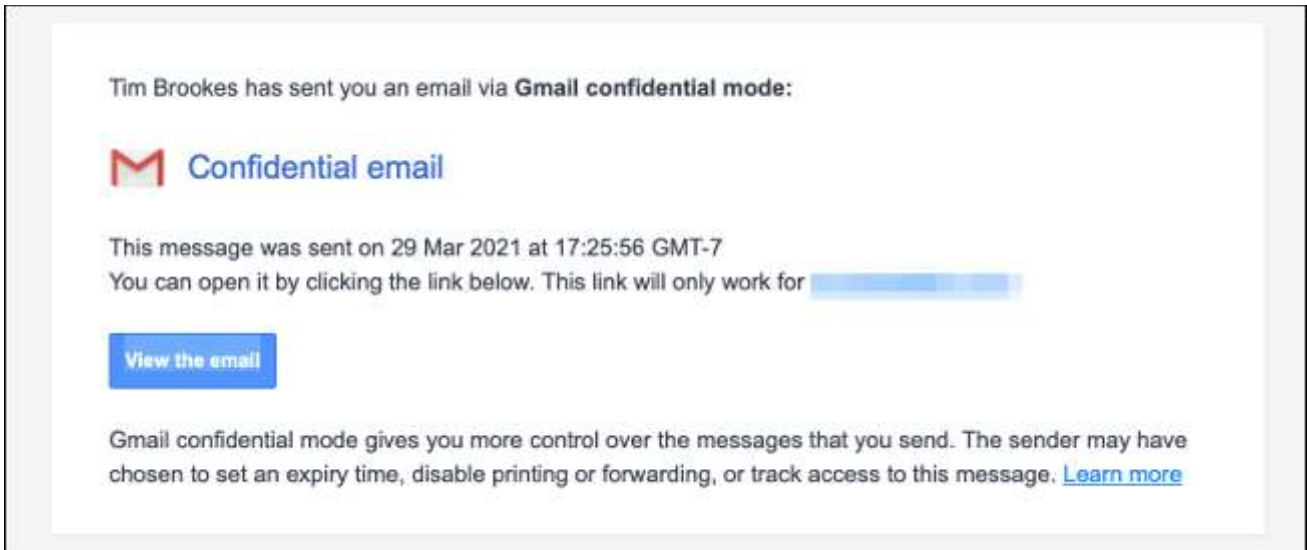 Tim Brookes has sent you an email via Gmail confidential mode:
Confidential email
This message was sent on 29 Mar 2021 at 17:25:56 GMT-7
You can open it by clicking the link below. This link will only work for
View the email
Gmail confidential mode gives you more control over the messages that you send. The sender may have
chosen to set an expiry time, disable printing or forwarding, or track access to this message. Learn more